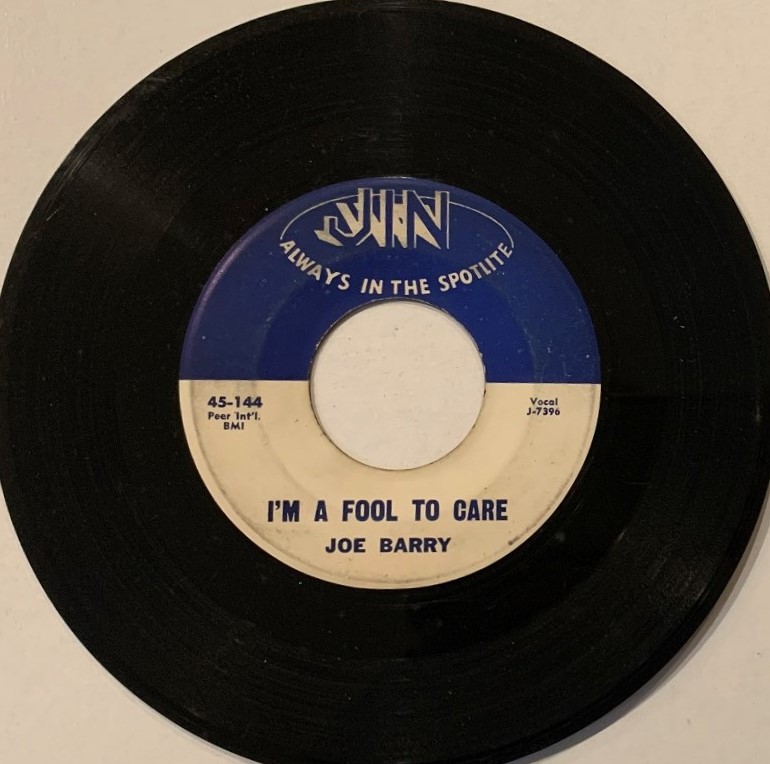 JIN
ALWAYS IN THE SPOTLITE
45-144
Peer Int'l.
BMI
Vocal
J-7396
I'M A FOOL TO CARE
JOE BARRY